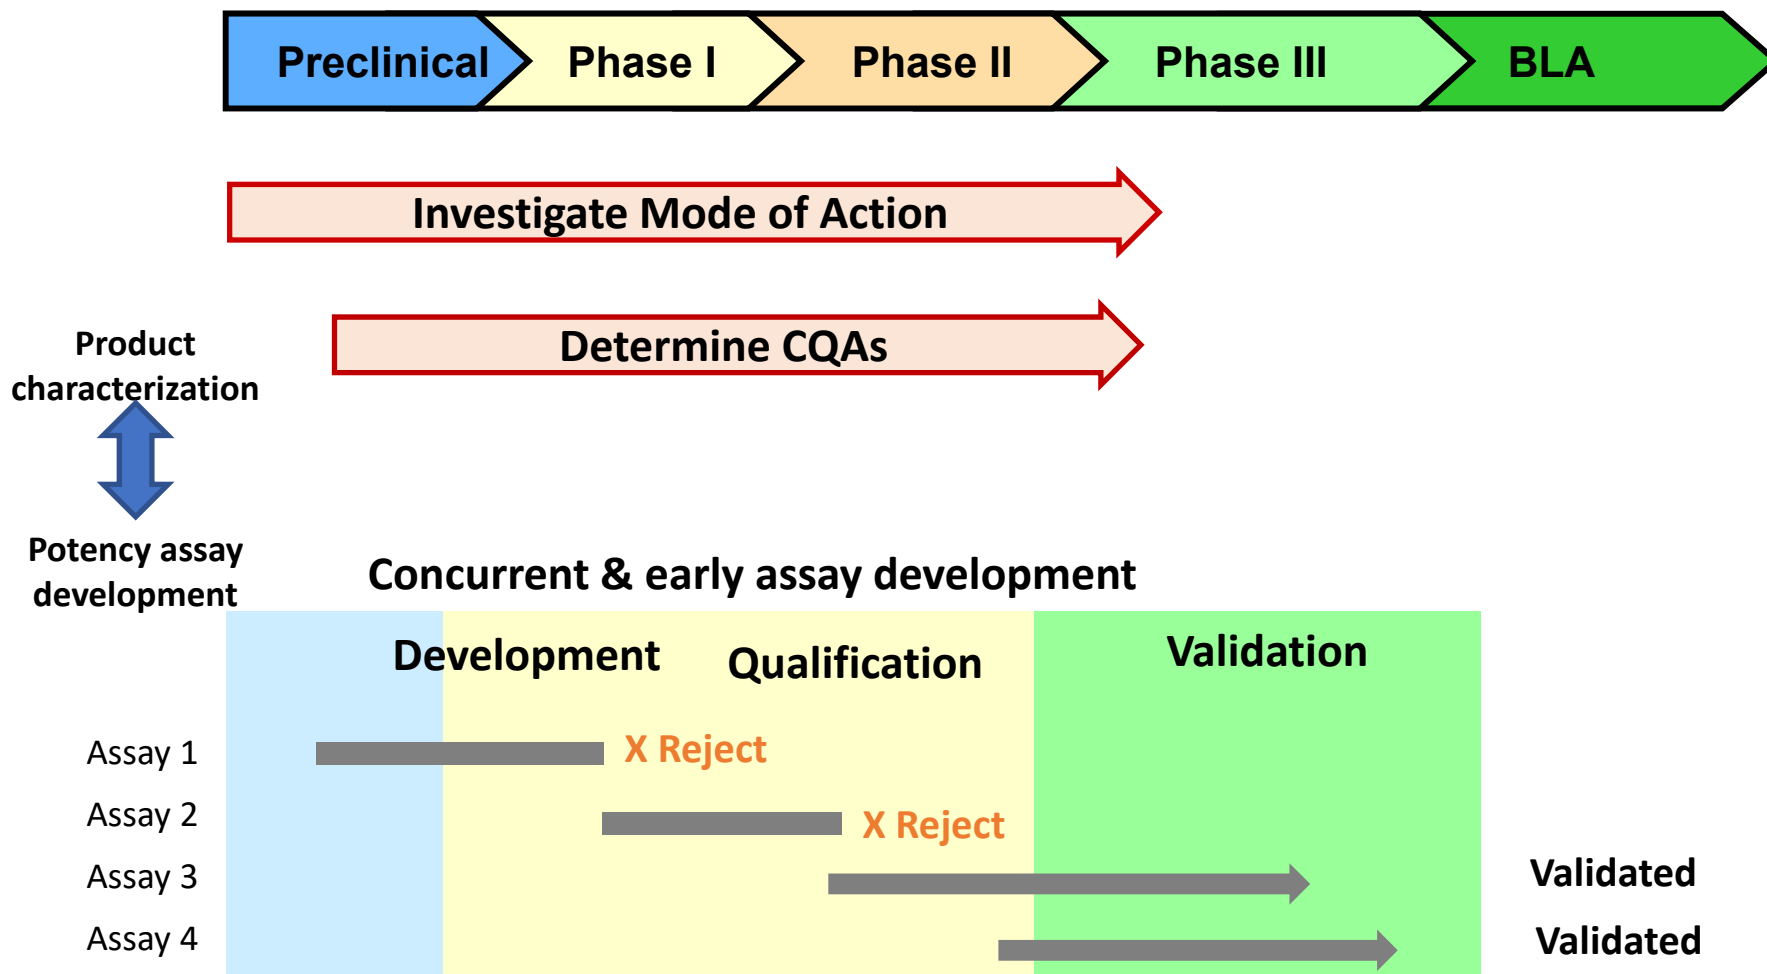 Preclinical
Phase I
Phase II
Phase III
BLA
Investigate Mode of Action
Determine CQAs
Product
characterization
Potency assay
development
Concurrent & early assay development
Development
Qualification
Validation
Assay 1
X Reject
Assay 2
X Reject
Assay 3
Validated
Assay 4
Validated